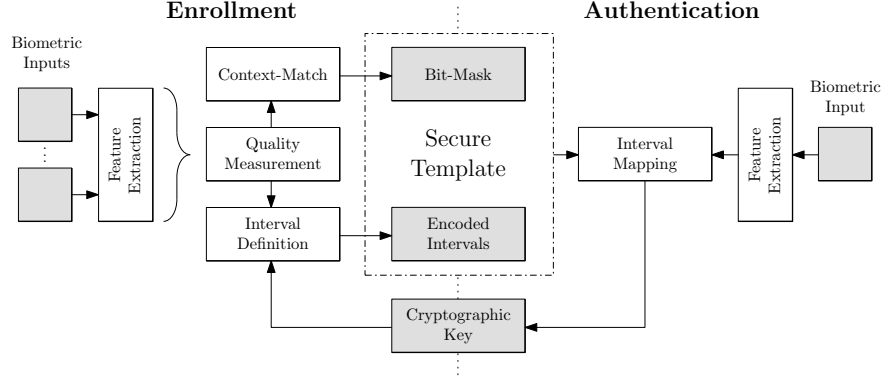 Enrollment
Authentication
Biometric
Inputs
Feature
Extraction
Context-Match
Quality
Measurement
Interval
Definition
Bit-Mask
Secure
Template
Encoded
Intervals
Cryptographic
Key
Interval
Mapping
Feature
Extraction
Biometric
Input